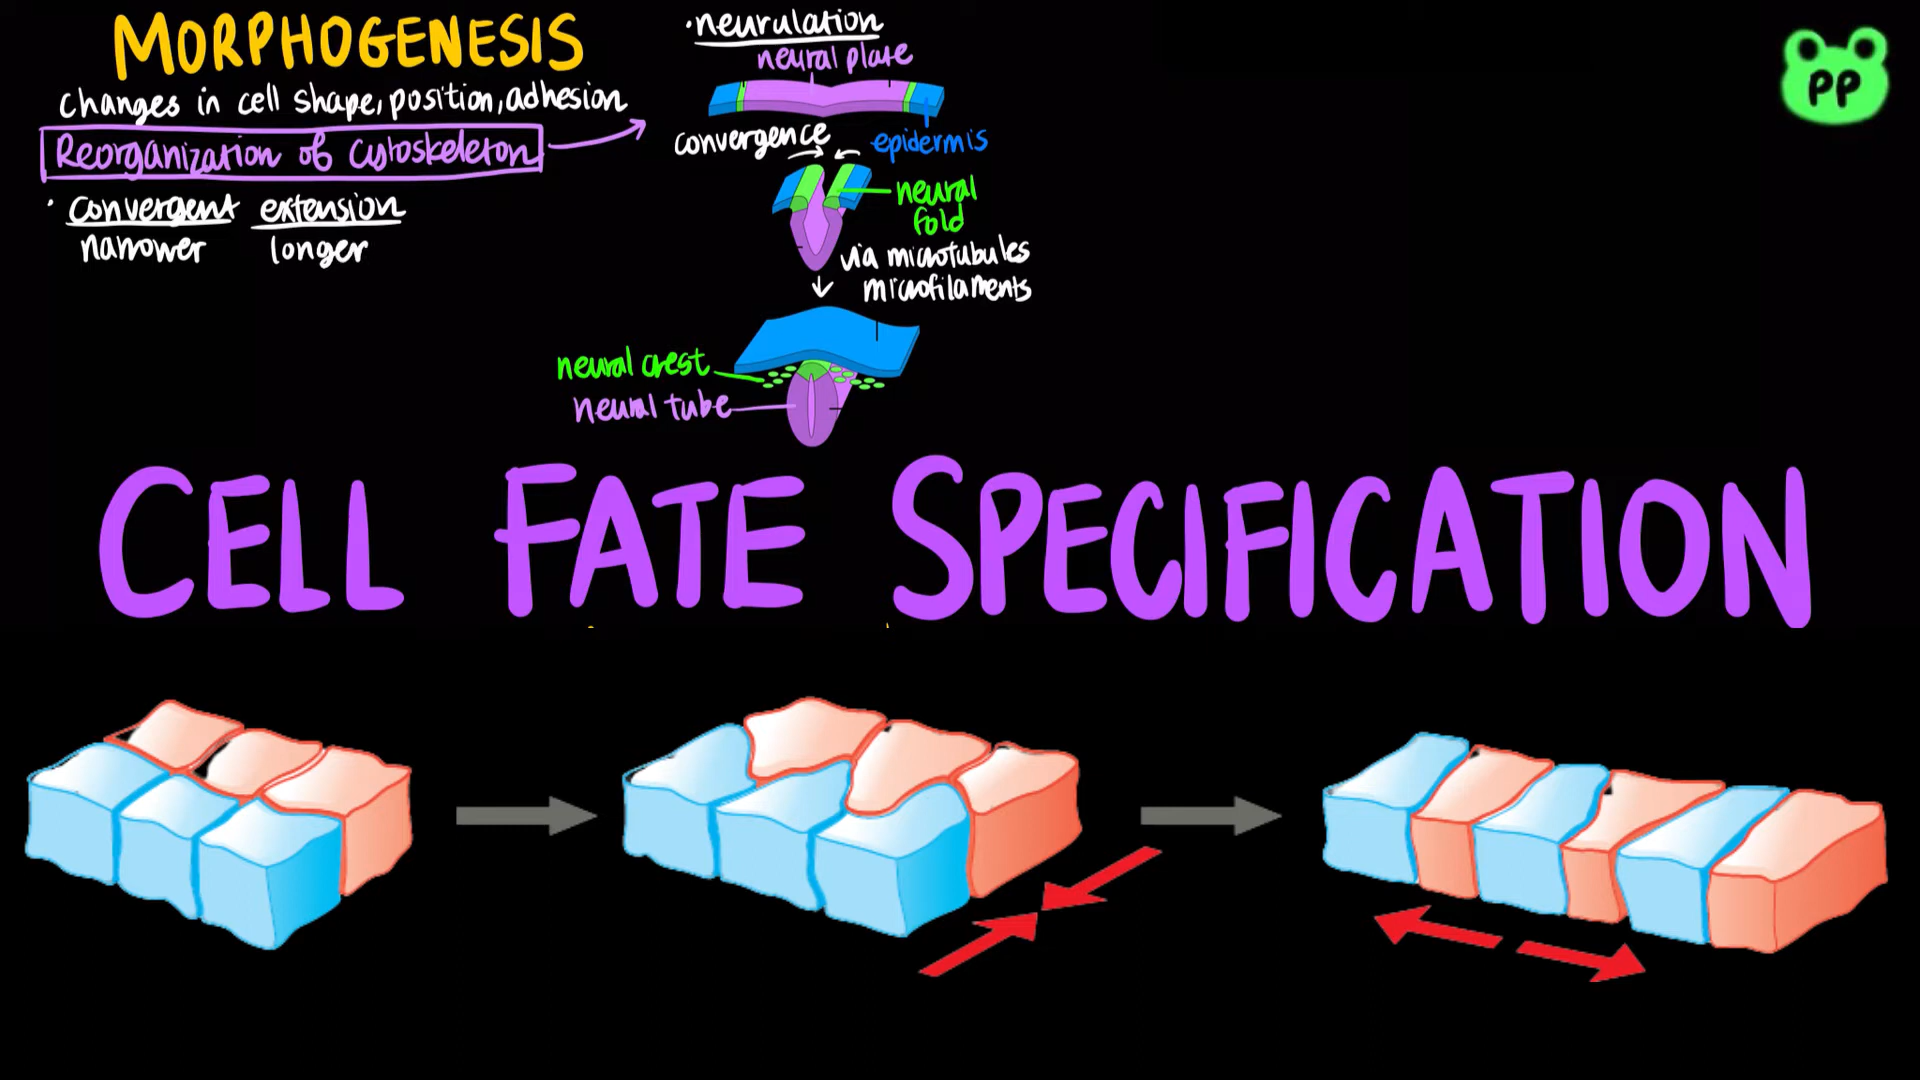 MORPHOGENESIS
changes in cell shape, position, adhesion
Reorganization of cytoskeleton
· convergent extension
narrower longer
· neurulation
neural plate
convergence
epidermis
neural
fold
via microtubules
microfilaments
neural crest
neural tube
PP
CELL FATE SPECIFICATION